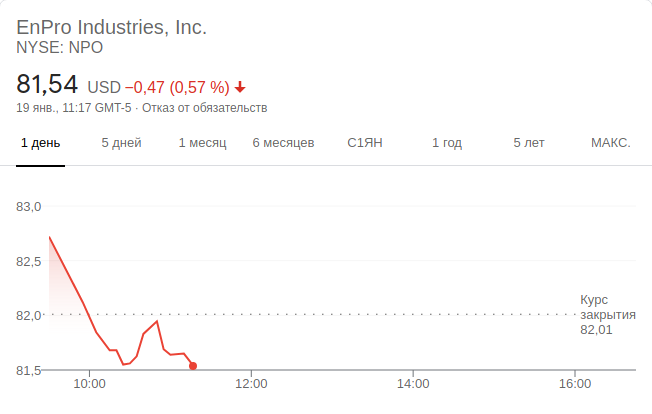 EnPro Industries, Inc.
NYSE: NPO
81,54 USD −0,47 (0,57 %)
19 янв., 11:17 GMT-5 · Отказ от обязательств
1 день 5 дней 1 месяц 6 месяцев С1ЯН 1 год 5 лет МАКС.
83,0
82,5
82,0
81,5
Курс
закрытия
82,01
10:00 12:00 14:00 16:00